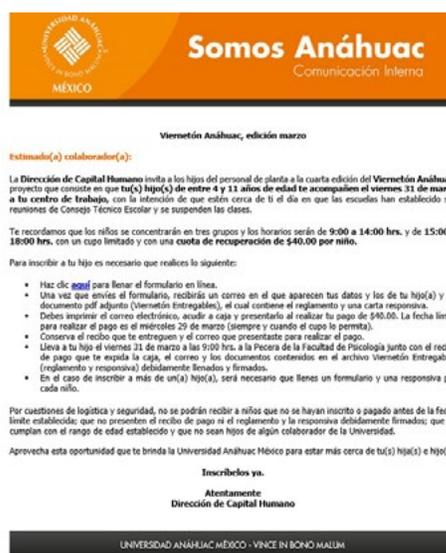 UNIVERSIDAD ANÁHUAC
VINCE IN BONO MALUM
MÉXICO
Somos Anáhuac
Comunicación Interna
Viernetón Anáhuac, edición marzo
Estimado(a) colaborador(a):
La Dirección de Capital Humano invita a los hijos del personal de planta a la cuarta edición del Viernetón Anáhua
proyecto que consiste en que tu(s) hijo(s) de entre 4 y 11 años de edad te acompañen el viernes 31 de mar
a tu centro de trabajo, con la intención de que estén cerca de ti el día en que las escuelas han establecido s
reuniones de Consejo Técnico Escolar y se suspenden las clases.
Te recordamos que los niños se concentrarán en tres grupos y los horarios serán de 9:00 a 14:00 hrs. y de 15:00
18:00 hrs. con un cupo limitado y con una cuota de recuperación de $40.00 por niño.
Para inscribir a tu hijo es necesario que realices lo siguiente:
• Haz clic aquí para llenar el formulario en línea.
• Una vez que envíes el formulario, recibirás un correo en el que aparecen tus datos y los de tu hijo(a) y
documento pdf adjunto (Viernetón Entregables), el cual contiene el reglamento y una carta responsiva.
• Debes imprimir el correo electrónico, acudir a caja y presentarlo al realizar tu pago de $40.00. La fecha lím
para realizar el pago es el miércoles 29 de marzo (siempre y cuando el cupo lo permita).
• Conserva el recibo que te entreguen y el correo que presentaste para realizar el pago.
• Lleva a tu hijo el viernes 31 de marzo a las 9:00 hrs. a la Pecera de la Facultad de Psicología junto con el reci
de pago que te expida la caja, el correo y los documentos contenidos en el archivo Viernetón Entregab
(reglamento y responsiva) debidamente llenados y firmados.
• En el caso de inscribir a más de un(a) hijo(a), será necesario que llenes un formulario y una responsiva p
cada niño.
Por cuestiones de logística y seguridad, no se podrán recibir a niños que no se hayan inscrito o pagado antes de la fec
límite establecida; que no presenten el recibo de pago ni el reglamento y la responsiva debidamente firmados; que
cumplan con el rango de edad establecido y que no sean hijos de algún colaborador de la Universidad.
Aprovecha esta oportunidad que te brinda la Universidad Anáhuac México para estar más cerca de tu(s) hija(s) e hijo(
Inscríbelos ya.
Atentamente
Dirección de Capital Humano
UNIVERSIDAD ANÁHUAC MÉXICO - VINCE IN BONO MALUM